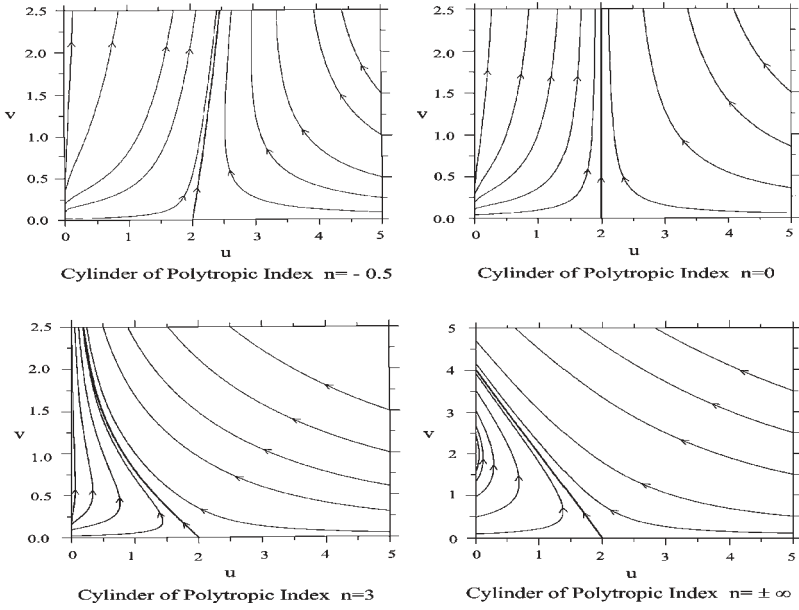 2.5
2.0
1.5
v
1.0
0.5
0.0
0 1 2 3 4 5
u
Cylinder of Polytropic Index n= - 0.5
2.5
2.0
1.5
v
1.0
0.5
0.0
0 1 2 3 4 5
u
Cylinder of Polytropic Index n=0
2.5
2.0
1.5
v
1.0
0.5
0.0
0 1 2 3 4 5
u
Cylinder of Polytropic Index n=3
5
4
3
v
2
1
0
0 1 2 3 4 5
u
Cylinder of Polytropic Index n= ± ∞